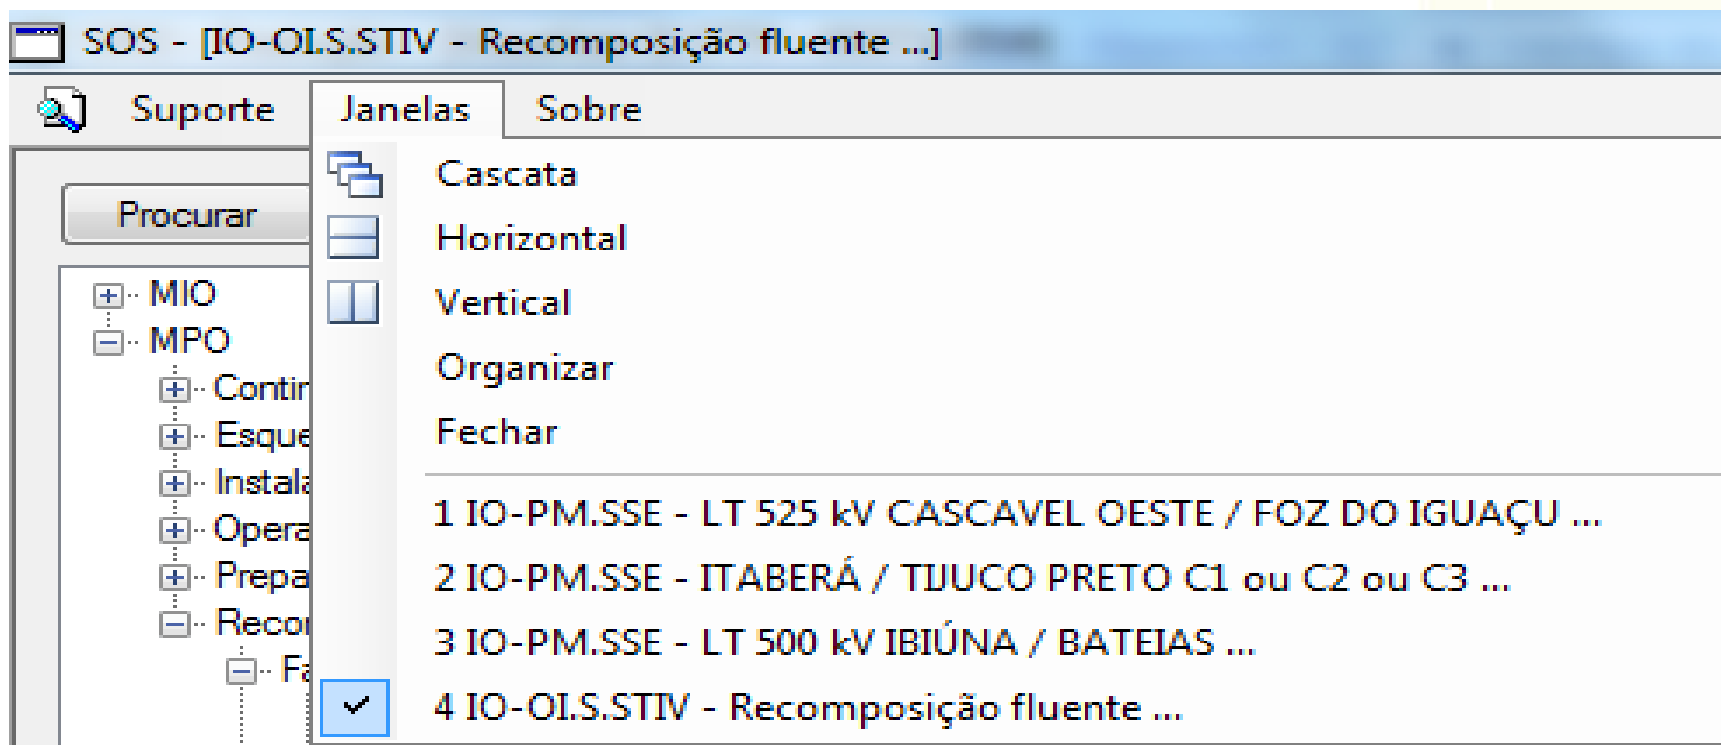 SOS - [IO-OI.S.STIV - Recomposição fluente ...]
Suporte Janelas Sobre
Procurar
MIO
MPO
Cascata
Horizontal
Vertical
Organizar
Fechar
1 IO-PM.SSE - LT 525 kV CASCAVEL OESTE / FOZ DO IGUAÇU ...
2 IO-PM.SSE - ITABERÁ / TIJUCO PRETO C1 ou C2 ou C3 ...
3 IO-PM.SSE - LT 500 kV IBIÚNA / BATEIAS ...
4 IO-OI.S.STIV - Recomposição fluente ...